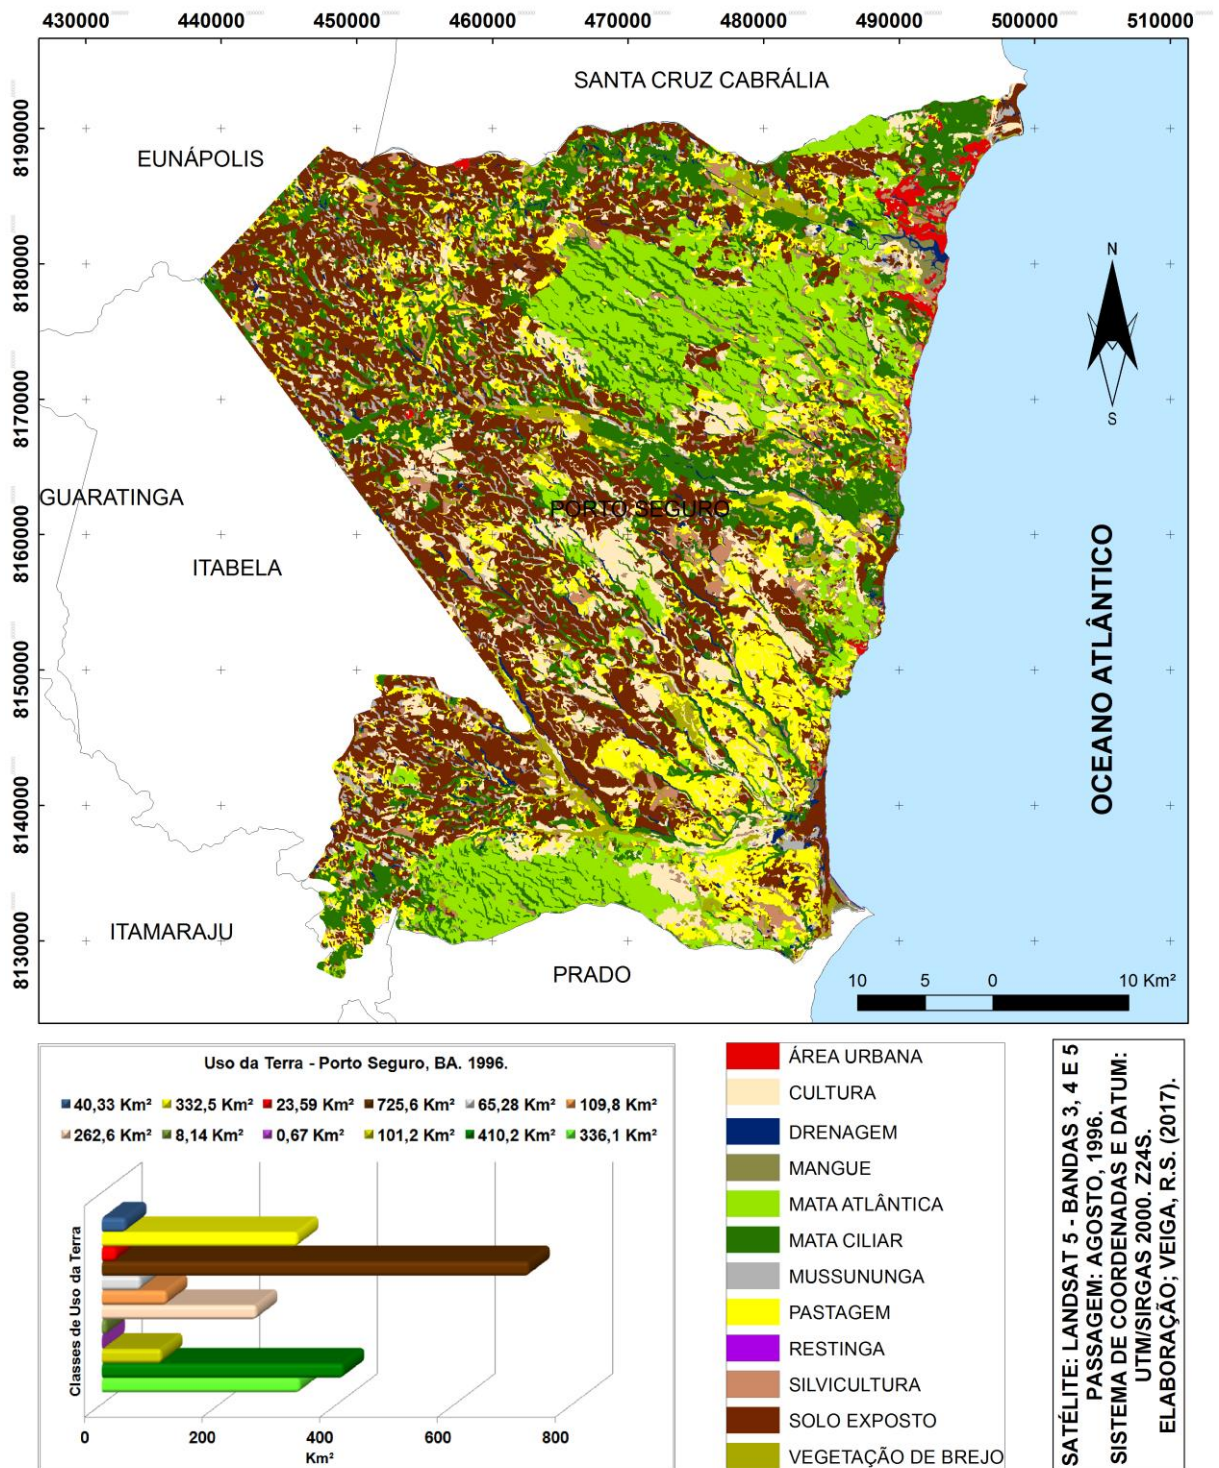 430000 440000 450000 460000 470000 480000 490000 500000 510000
SANTA CRUZ CABRÁLIA
EUNÁPOLIS
8190000
8180000
8170000
8160000
8150000
8140000
8130000
N
S
GUARATINGA
PORTO SEGURO
ITABELA
OCEANO ATLÂNTICO
ITAMARAJU
PRADO
10 5 0 10 Km²
Uso da Terra - Porto Seguro, BA. 1996.
40,33 Km² 332,5 Km² 23,59 Km² 725,6 Km² 65,28 Km² 109,8 Km²
262,6 Km² 8,14 Km² 0,67 Km² 101,2 Km² 410,2 Km² 336,1 Km²
Classes de Uso da Terra
0 200 400 600 800
Km²
ÁREA URBANA
CULTURA
DRENAGEM
MANGUE
MATA ATLÂNTICA
MATA CILIAR
MUSSUNUNGA
PASTAGEM
RESTINGA
SILVICULTURA
SOLO EXPOSTO
VEGETAÇÃO DE BREJO
SATÉLITE: LANDSAT 5 - BANDAS 3, 4 E 5
PASSAGEM: AGOSTO, 1996.
SISTEMA DE COORDENADAS E DATUM:
UTM/SIRGAS 2000. Z24S.
ELABORAÇÃO; VEIGA, R.S. (2017).